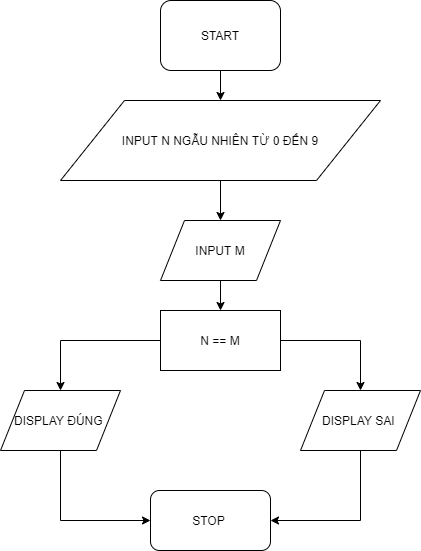 START
INPUT N NGẪU NHIÊN TỪ 0 ĐẾN 9
INPUT M
N == M
DISPLAY ĐÚNG
DISPLAY SAI
STOP